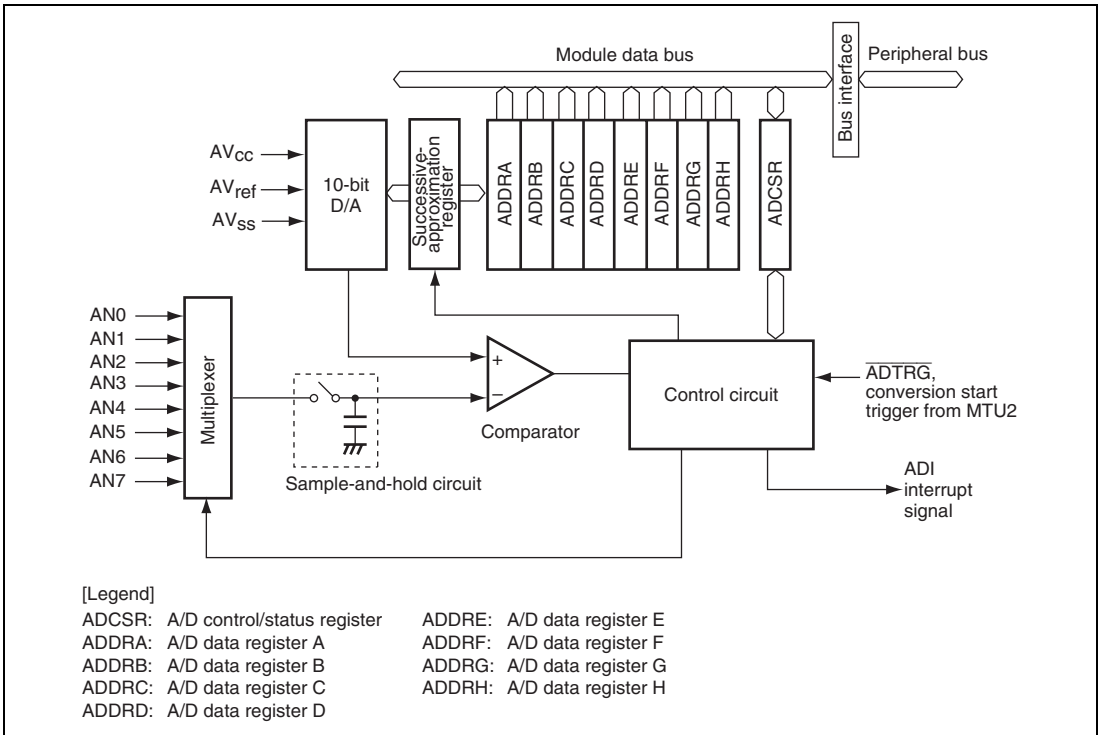 Module data bus
Peripheral bus
Bus interface
AVcc
AVref
AVss
10-bit
D/A
Successive-
approximation
register
ADDRA
ADDRB
ADDRC
ADDRD
ADDRE
ADDRF
ADDRG
ADDRH
ADCSR
AN0
AN1
AN2
AN3
AN4
AN5
AN6
AN7
Multiplexer
+
−
Comparator
Sample-and-hold circuit
Control circuit
ADTRG,
conversion start
trigger from MTU2
ADI
interrupt
signal
[Legend]
ADCSR: A/D control/status register
ADDRA: A/D data register A
ADDRB: A/D data register B
ADDRC: A/D data register C
ADDRD: A/D data register D
ADDRE: A/D data register E
ADDRF: A/D data register F
ADDRG: A/D data register G
ADDRH: A/D data register H